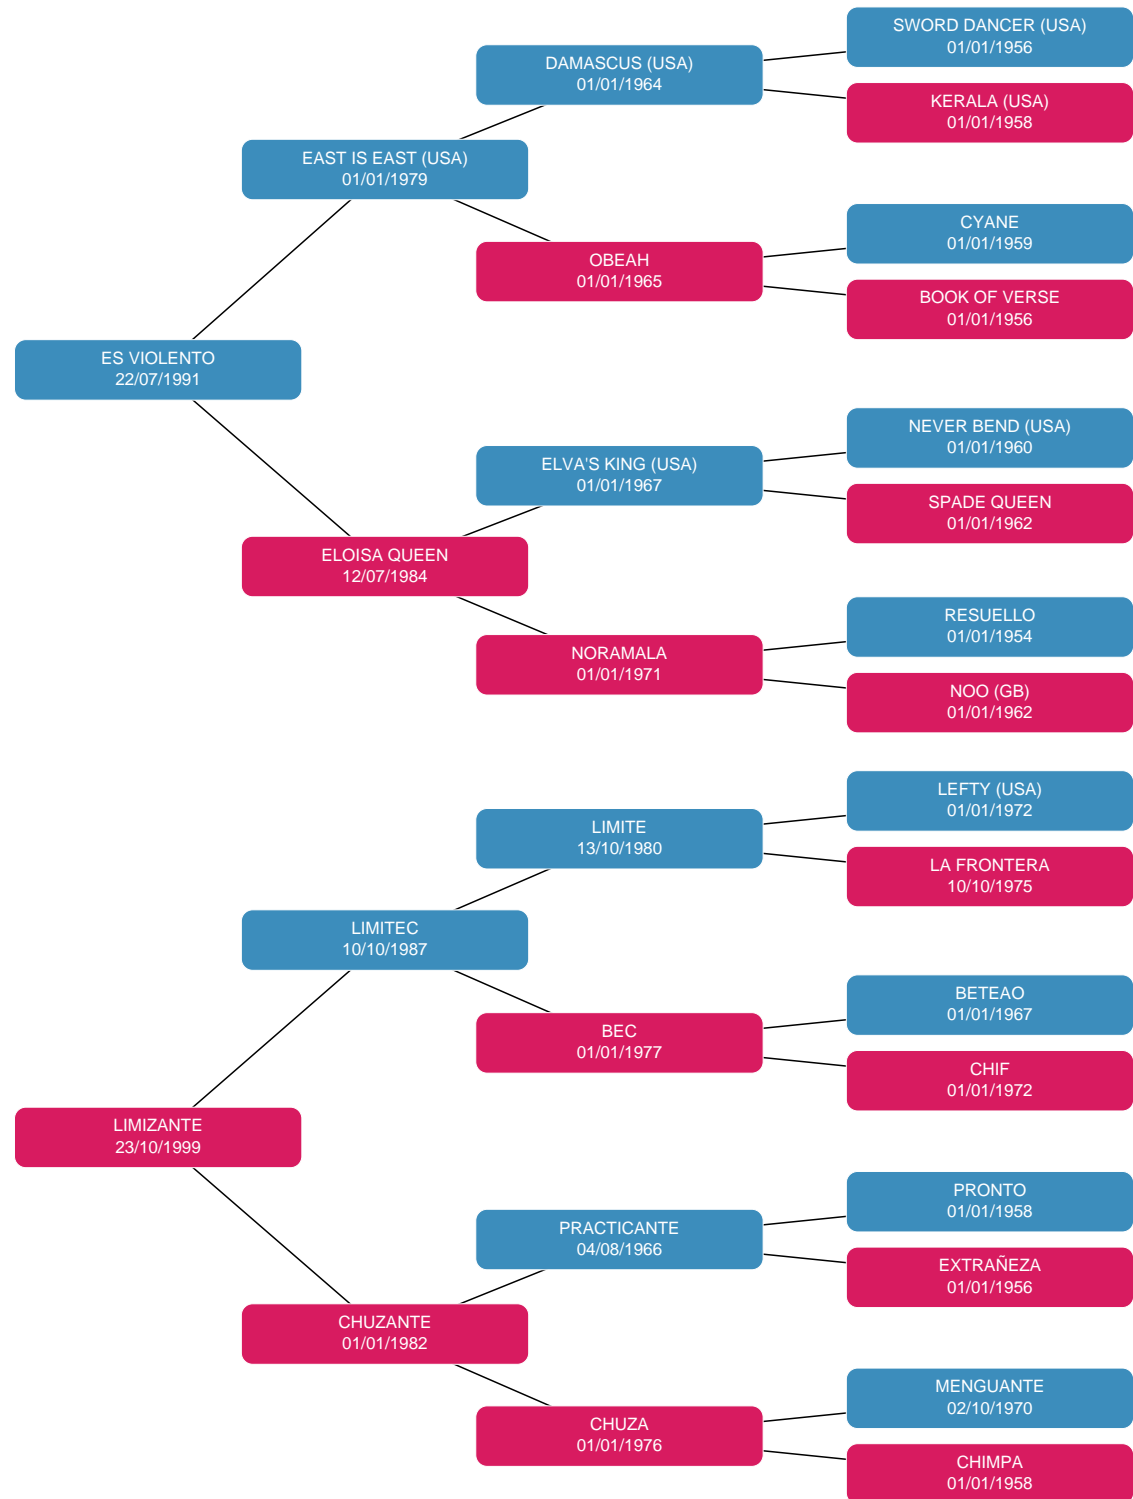 SWORD DANCER (USA)
01/01/1956
DAMASCUS (USA)
01/01/1964
KERALA (USA)
01/01/1958
EAST IS EAST (USA)
01/01/1979
CYANE
01/01/1959
OBEAH
01/01/1965
BOOK OF VERSE
01/01/1956
ES VIOLENTO
22/07/1991
NEVER BEND (USA)
01/01/1960
ELVA'S KING (USA)
01/01/1967
SPADE QUEEN
01/01/1962
ELOISA QUEEN
12/07/1984
RESUELLO
01/01/1954
NORAMALA
01/01/1971
NOO (GB)
01/01/1962
LEFTY (USA)
01/01/1972
LIMITE
13/10/1980
LA FRONTERA
10/10/1975
LIMITEC
10/10/1987
BETEAO
01/01/1967
BEC
01/01/1977
CHIF
01/01/1972
LIMIZANTE
23/10/1999
PRONTO
01/01/1958
PRACTICANTE
04/08/1966
EXTRAÑEZA
01/01/1956
CHUZANTE
01/01/1982
MENGUANTE
02/10/1970
CHUZA
01/01/1976
CHIMPA
01/01/1958